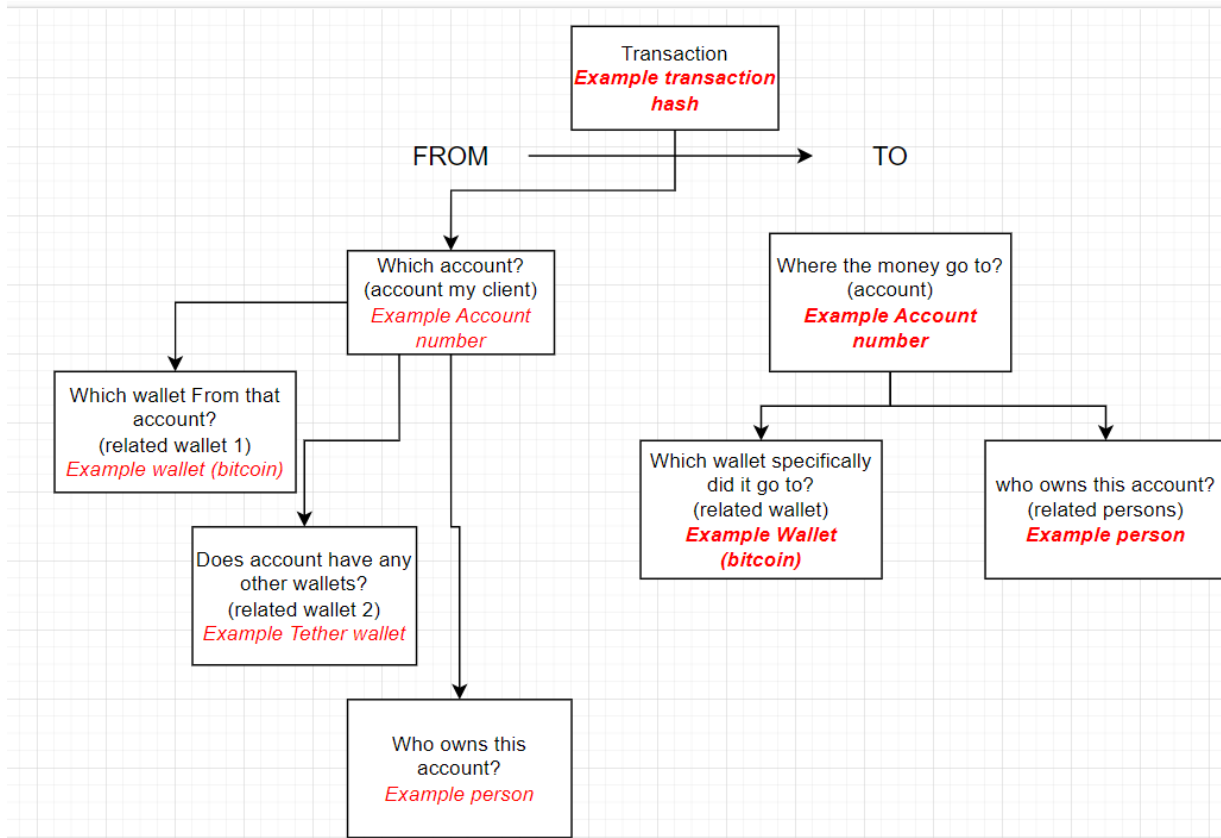 Transaction
Example transaction
hash
FROM
TO
Which account?
(account my client)
Example Account
number
Where the money go to?
(account)
Example Account
number
Which wallet From that
account?
(related wallet 1)
Example wallet (bitcoin)
Which wallet specifically
did it go to?
(related wallet)
Example Wallet
(bitcoin)
who owns this account?
(related persons)
Example person
Does account have any
other wallets?
(related wallet 2)
Example Tether wallet
Who owns this
account?
Example person